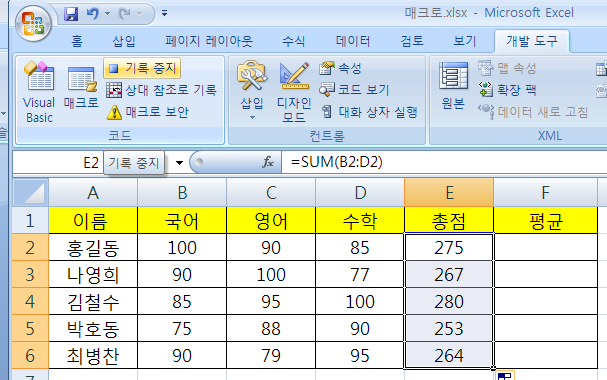 매크로.xlsx - Microsoft Excel
홈 삽입 페이지 레이아웃 수식 데이터 검토 보기 개발 도구
Visual Basic
매크로
기록 중지
상대 참조로 기록
매크로 보안
코드
삽입
디자인 모드
속성
코드 보기
대화 상자 실행
컨트롤
원본
맵 속성
확장 팩
데이터 새로 고침
XML
E2 기록 중지 fx =SUM(B2:D2)
A B C D E F
1 이름 국어 영어 수학 총점 평균
2 홍길동 100 90 85 275
3 나영희 90 100 77 267
4 김철수 85 95 100 280
5 박호동 75 88 90 253
6 최병찬 90 79 95 264